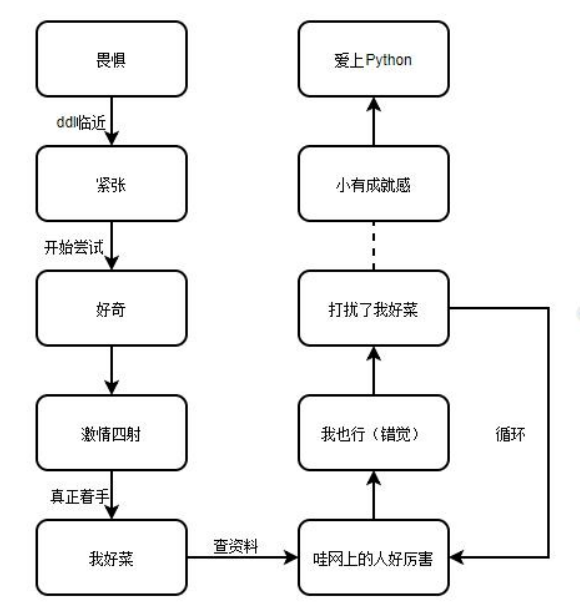 畏惧
ddl临近
紧张
开始尝试
好奇
激情四射
真正着手
我好菜
查资料
哇网上的人好厉害
我也行（错觉）
打扰了我好菜
循环
小有成就感
爱上Python